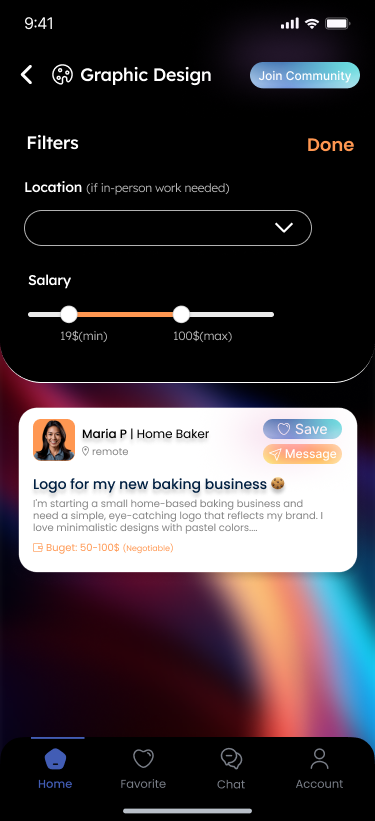 9:41
Graphic Design
Join Community
Filters
Done
Location (if in-person work needed)
Salary
19$(min)
100$(max)
Maria P | Home Baker
Save
remote
Message
Logo for my new baking business 🍪
I'm starting a small home-based baking business and
need a simple, eye-catching logo that reflects my brand. I
love minimalistic designs with pastel colors....
Buget: 50-100$ (Negotiable)
Home
Favorite
Chat
Account